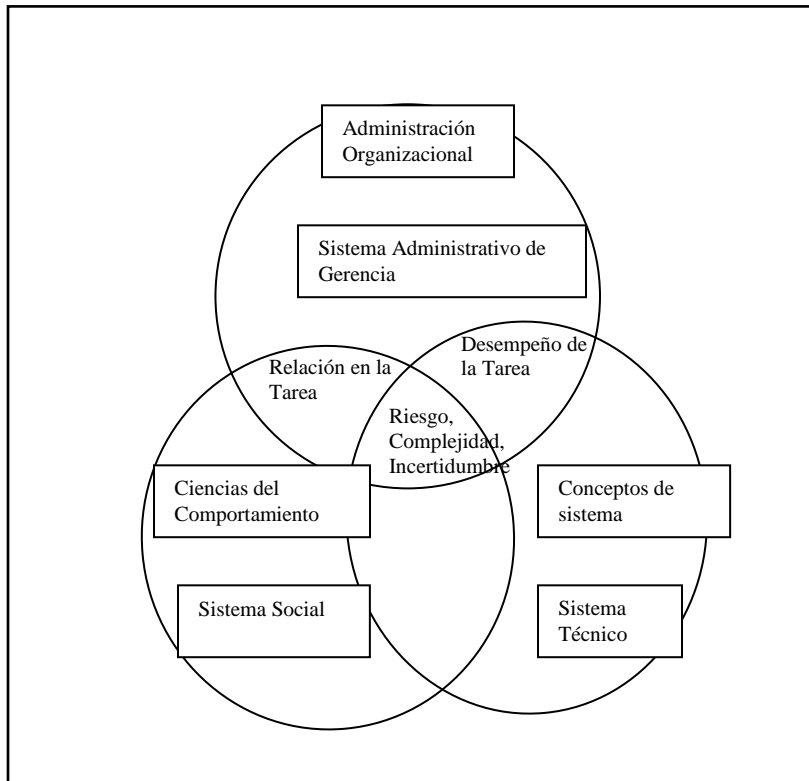 Administración
Organizacional
Sistema Administrativo de
Gerencia
Desempeño de
la Tarea
Relación en la
Tarea
Riesgo,
Complejidad,
Incertidumbre
Ciencias del
Comportamiento
Conceptos de
sistema
Sistema Social
Sistema
Técnico